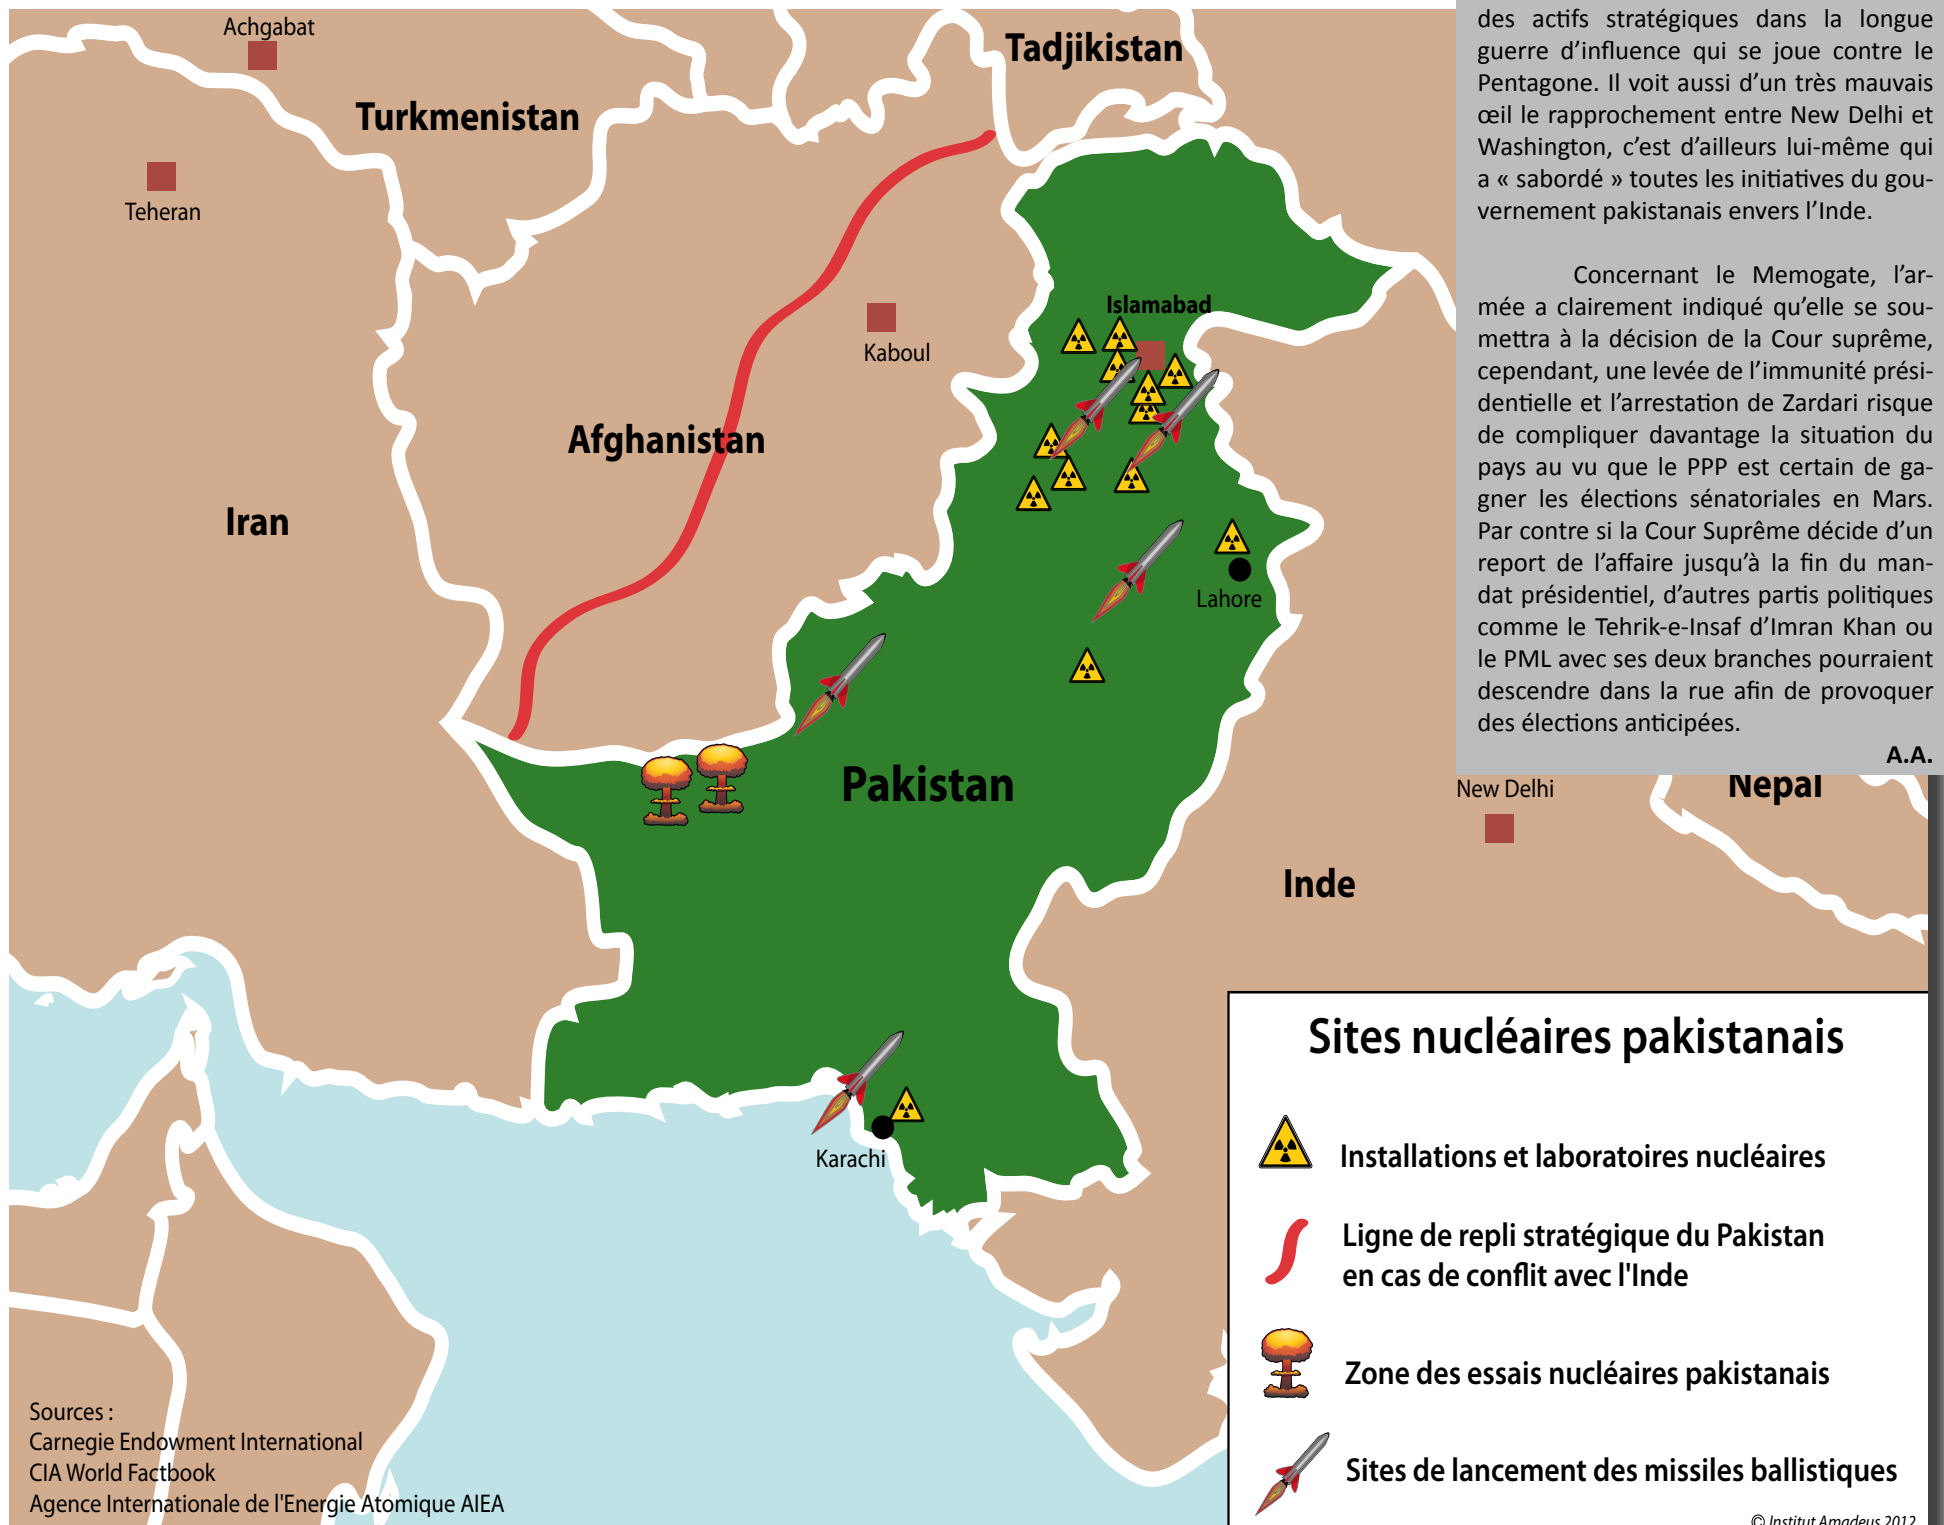 des actifs stratégiques dans la longue
guerre d’influence qui se joue contre le
Pentagone. Il voit aussi d’un très mauvais
œil le rapprochement entre New Delhi et
Washington, c’est d’ailleurs lui-même qui
a « sabordé » toutes les initiatives du gou-
vernement pakistanais envers l’Inde.
Concernant le Memogate, l’ar-
mée a clairement indiqué qu’elle se sou-
mettra à la décision de la Cour suprême,
cependant, une levée de l’immunité prési-
dentielle et l’arrestation de Zardari risque
de compliquer davantage la situation du
pays au vu que le PPP est certain de ga-
gner les élections sénatoriales en Mars.
Par contre si la Cour Suprême décide d’un
report de l’affaire jusqu’à la fin du man-
dat présidentiel, d’autres partis politiques
comme le Tehrik-e-Insaf d’Imran Khan ou
le PML avec ses deux branches pourraient
descendre dans la rue afin de provoquer
des élections anticipées.
A.A.
Achgabat
Tadjikistan
Turkmenistan
Teheran
Islamabad
Kaboul
Afghanistan
Iran
Lahore
Pakistan
New Delhi
Nepal
Inde
Karachi
Sites nucléaires pakistanais
Installations et laboratoires nucléaires
Ligne de repli stratégique du Pakistan
en cas de conflit avec l'Inde
Zone des essais nucléaires pakistanais
Sites de lancement des missiles ballistiques
Sources :
Carnegie Endowment International
CIA World Factbook
Agence Internationale de l'Energie Atomique AIEA
© Institut Amadeus 2012